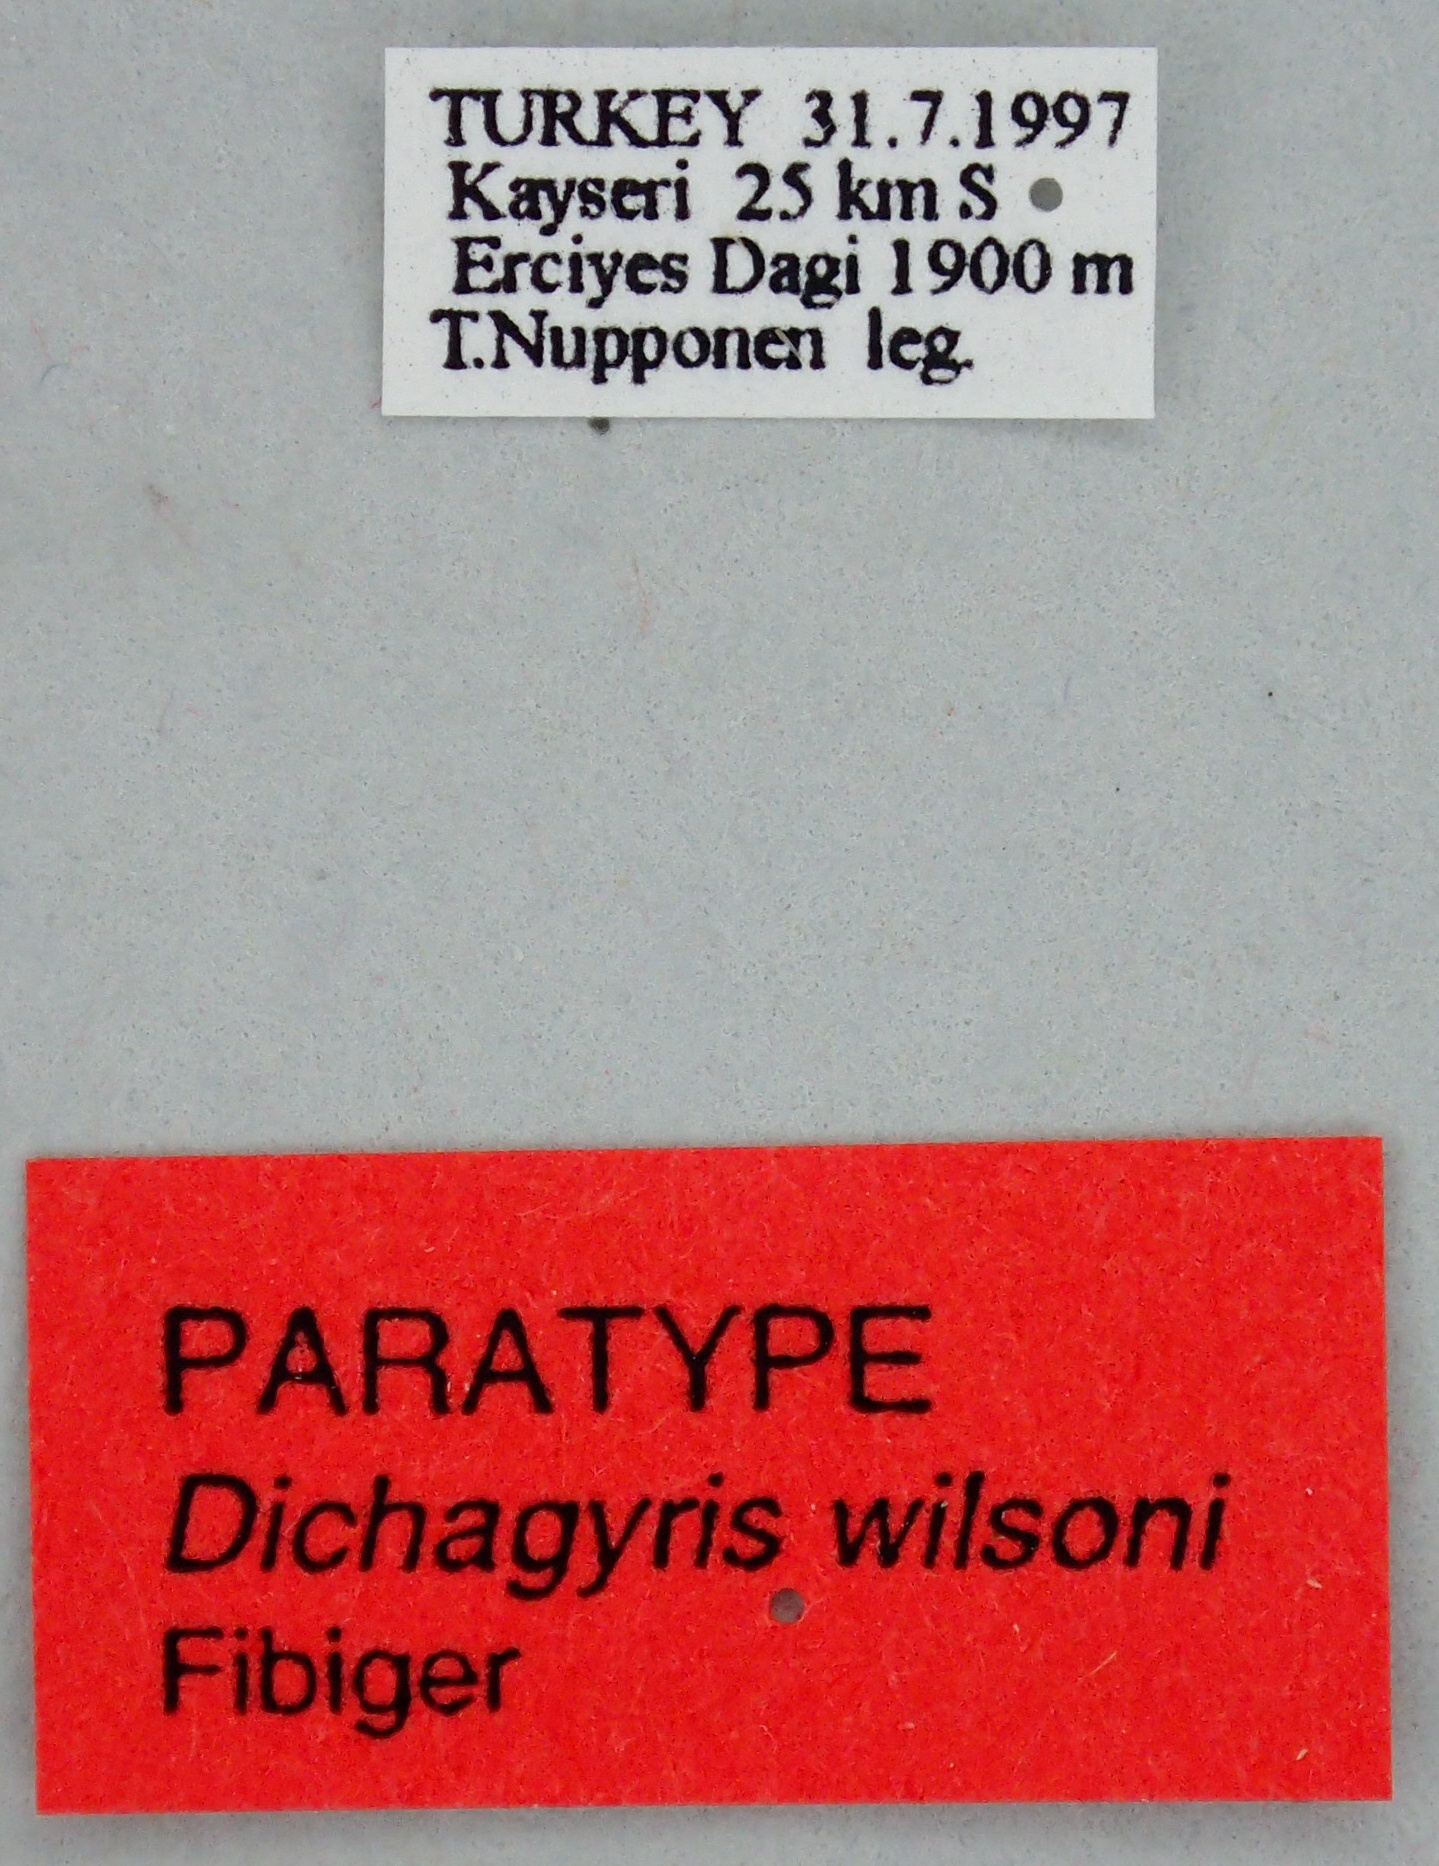 TURKEY 31.7.1997
Kayseri 25 km S
Erciyes Dagi 1900 m
T.Nupponen leg.
PARATYPE
Dichagyris wilsoni
Fibiger